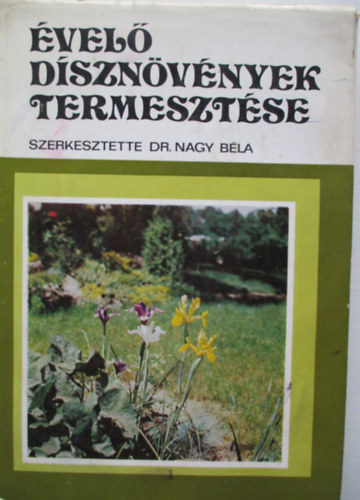 ÉVELŐ
DÍSZNÖVÉNYEK
TERMESZTÉSE
SZERKESZTETTE DR. NAGY BÉLA